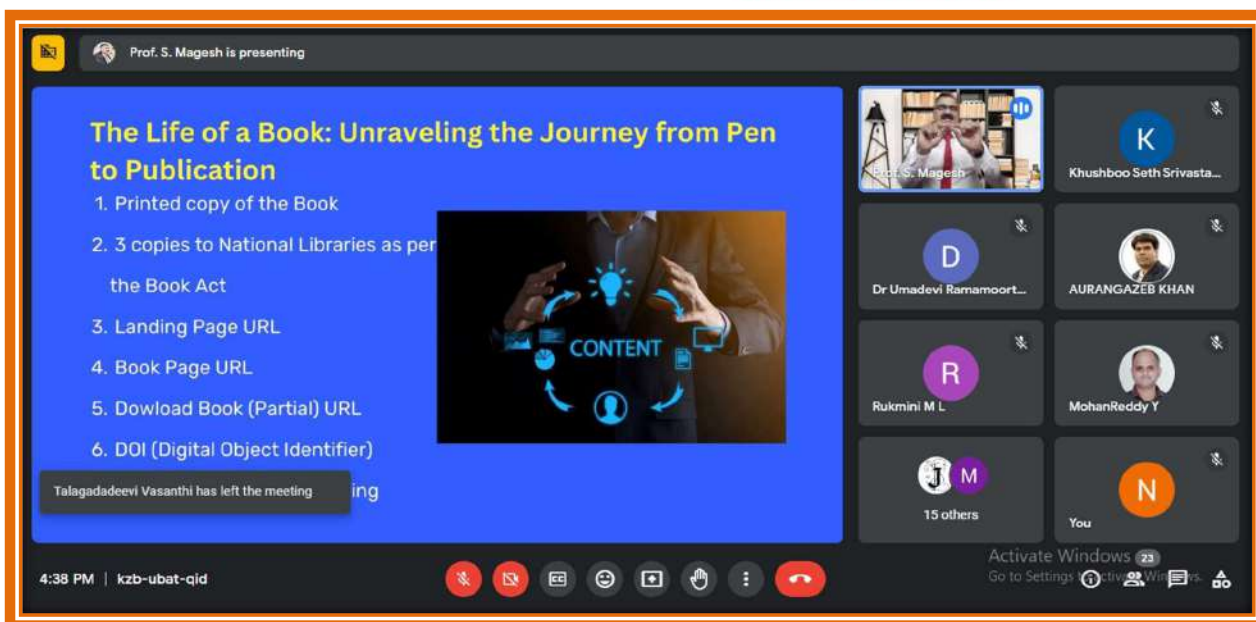 Prof. S. Magesh is presenting
The Life of a Book: Unraveling the Journey from Pen
to Publication
1. Printed copy of the Book
2. 3 copies to National Libraries as per
the Book Act
3. Landing Page URL
4. Book Page URL
5. Dowload Book (Partial) URL
6. DOI (Digital Object Identifier)
ing
CONTENT
Talagadadeevi Vasanthi has left the meeting
Prof. S. Magesh
K
Khushboo Seth Srivasta...
D
Dr Umadevi Ramamoort...
AURANGAZEB KHAN
R
Rukmini M L
MohanReddy Y
J M
15 others
N
You
4:38 PM | kzb-ubat-qid
CC
Activate Windows
23
Go to Settings